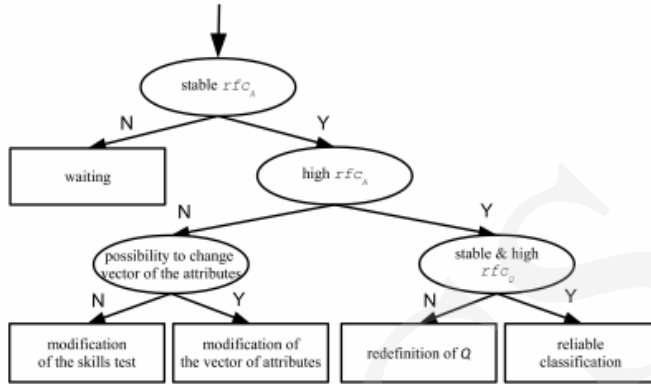 stable rfc_A
N
Y
waiting
high rfc_A
N
Y
possibility to change
vector of the attributes
stable & high
rfc_Q
N
Y
N
Y
modification
of the skills test
modification of
the vector of attributes
redefinition of Q
reliable
classification